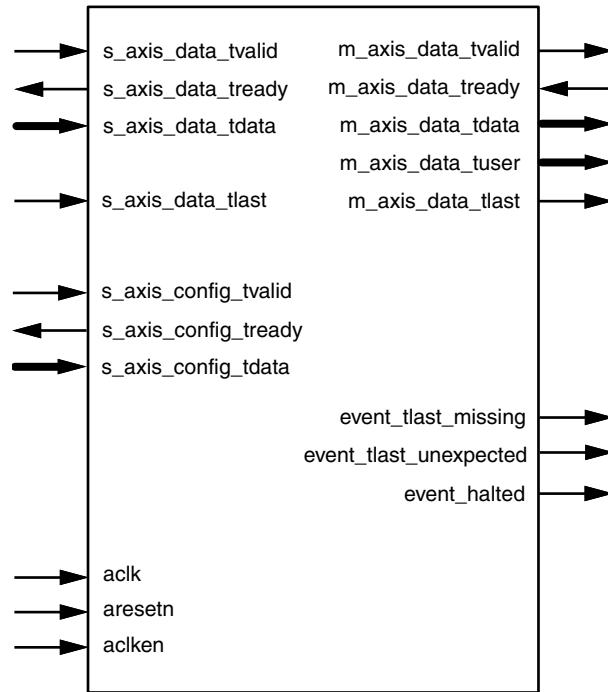 s_axis_data_tvalid
s_axis_data_tready
s_axis_data_tdata
s_axis_data_tlast
s_axis_config_tvalid
s_axis_config_tready
s_axis_config_tdata
aclk
aresetn
aclken
m_axis_data_tvalid
m_axis_data_tready
m_axis_data_tdata
m_axis_data_tuser
m_axis_data_tlast
event_tlast_missing
event_tlast_unexpected
event_halted